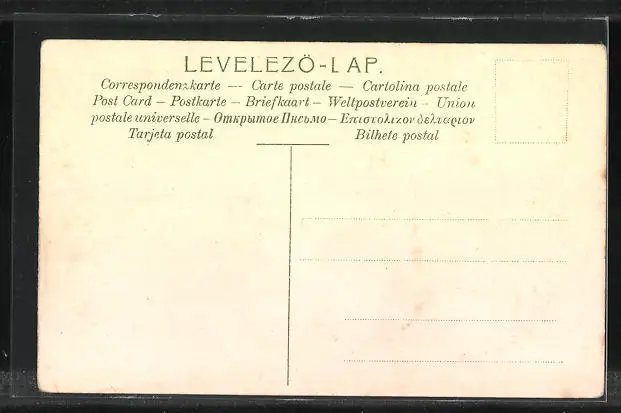 LEVELEZÖ-LAP.
Correspondenzkarte — Carte postale — Cartolina postale
Post Card – Postkarte – Briefkaart – Weltpostverein – Union
postale universelle – Открытое Письмо – Επιστολικον δελταριον
Tarjeta postal Bilhete postal